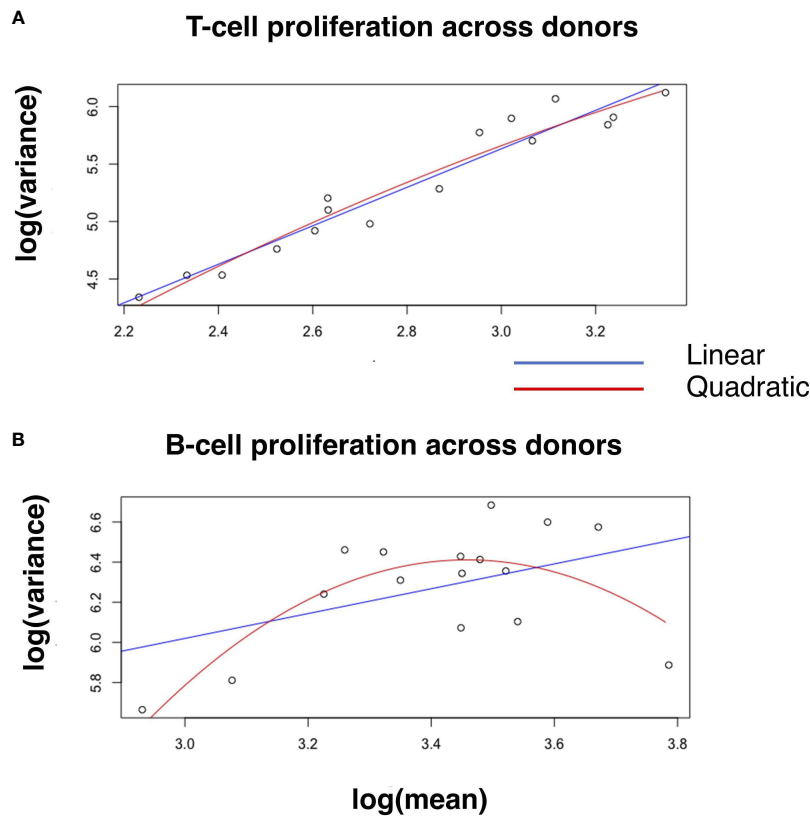 A
T-cell proliferation across donors
log(variance)
6.0
5.5
5.0
4.5
2.2 2.4 2.6 2.8 3.0 3.2
Linear
Quadratic
B
B-cell proliferation across donors
log(variance)
6.6
6.4
6.2
6.0
5.8
3.0 3.2 3.4 3.6 3.8
log(mean)